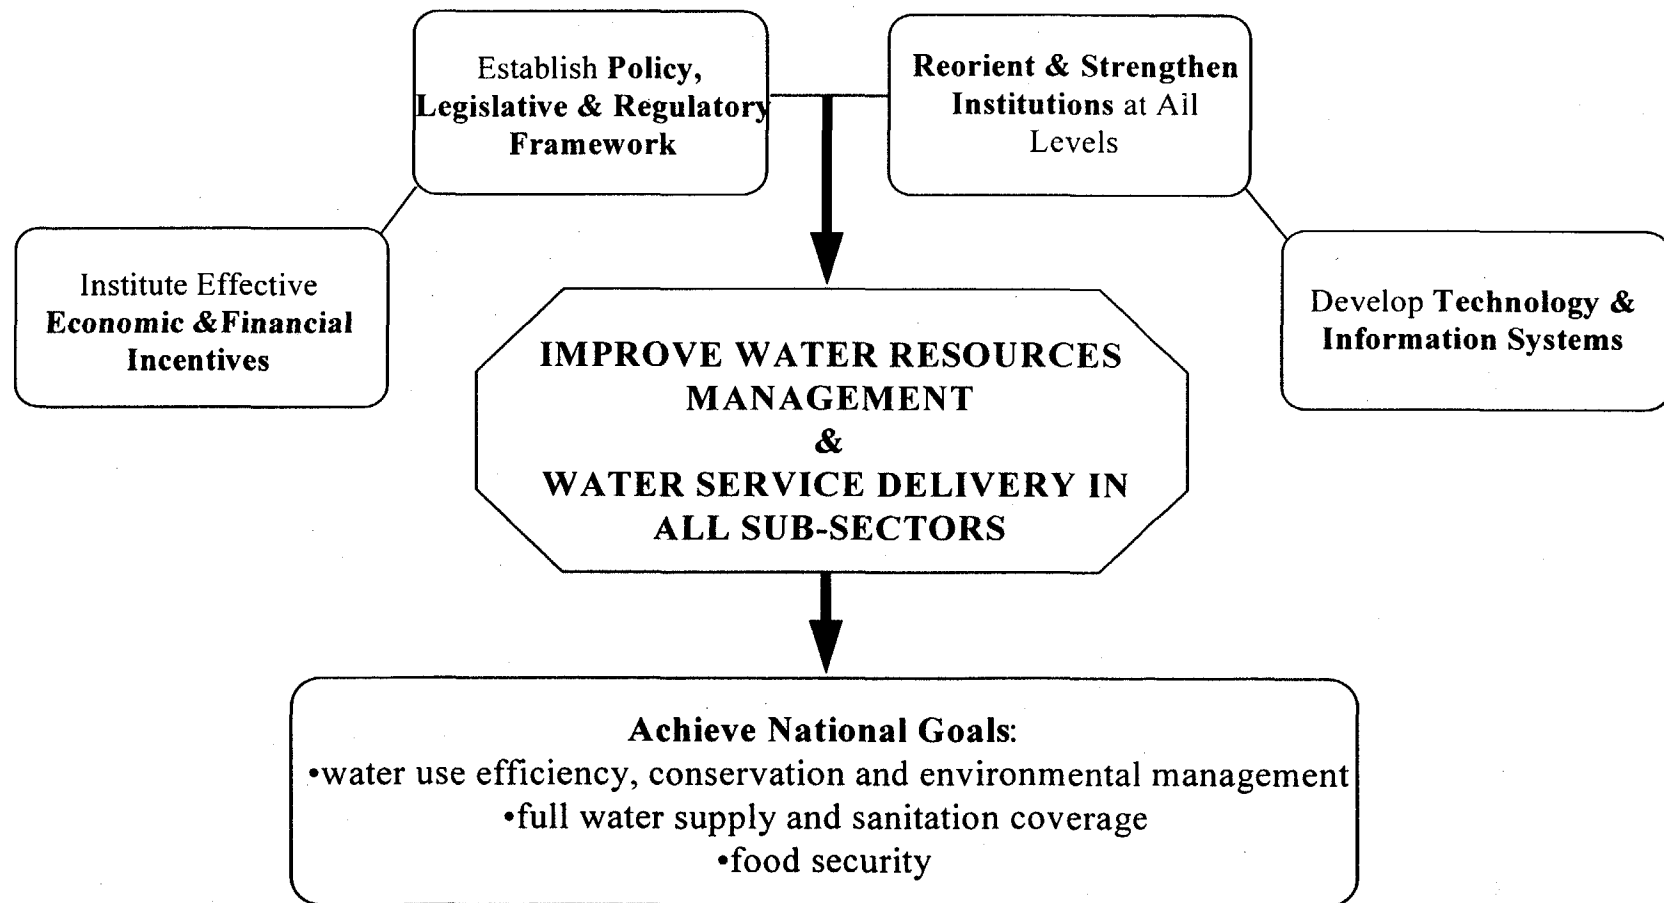 Establish Policy,
Legislative & Regulatory
Framework
Reorient & Strengthen
Institutions at Ail
Levels
Institute Effective
Economic &Financial
Incentives
Develop Technology &
Information Systems
IMPROVE WATER RESOURCES
MANAGEMENT
&
WATER SERVICE DELIVERY IN
ALL SUB-SECTORS
Achieve National Goals:
•water use efficiency, conservation and environmental management
•full water supply and sanitation coverage
•food security